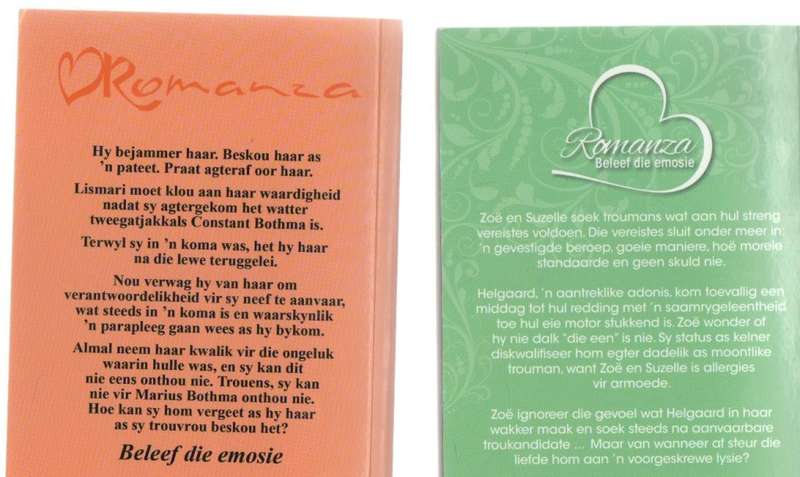 Romanza
Hy bejammer haar. Beskou haar as
'n pateet. Praat agteraf oor haar.
Lismari moet klou aan haar waardigheid
nadat sy agtergekom het watter
tweegatjakkals Constant Bothma is.
Terwyl sy in 'n koma was, het hy haar
na die lewe teruggelei.
Nou verwag hy van haar om
verantwoordelikheid vir sy neef te aanvaar,
wat steeds in 'n koma is en waarskynlik
'n parapleeg gaan wees as hy bykom.
Almal neem haar kwalik vir die ongeluk
waarin hulle was, en sy kan dit
nie eens onthou nie. Trouens, sy kan
nie vir Marius Bothma onthou nie.
Hoe kan sy hom vergeet as hy haar
as sy trouvrou beskou het?
Beleef die emosie
Romanza
Beleef die emosie
Zoë en Suzelle soek troumans wat aan hul streng
vereistes voldoen. Die vereistes sluit onder meer in:
'n gevestigde beroep, goeie maniere, hoë morele
standaarde en geen skuld nie.
Helgaard, 'n aantreklike adonis, kom toevallig een
middag tot hul redding met 'n saamrygeleentheid
toe hul eie motor stukkend is. Zoë wonder of
hy nie dalk "die een" is nie. Sy status as kelner
diskwalifiseer hom egter dadelik as moontlike
trouman, want Zoë en Suzelle is allergies
vir armoede.
Zoë ignoreer die gevoel wat Helgaard in haar
wakker maak en soek steeds na aanvaarbare
troukandidate ... Maar van wanneer af steur die
liefde hom aan 'n voorgeskrewe lysie?